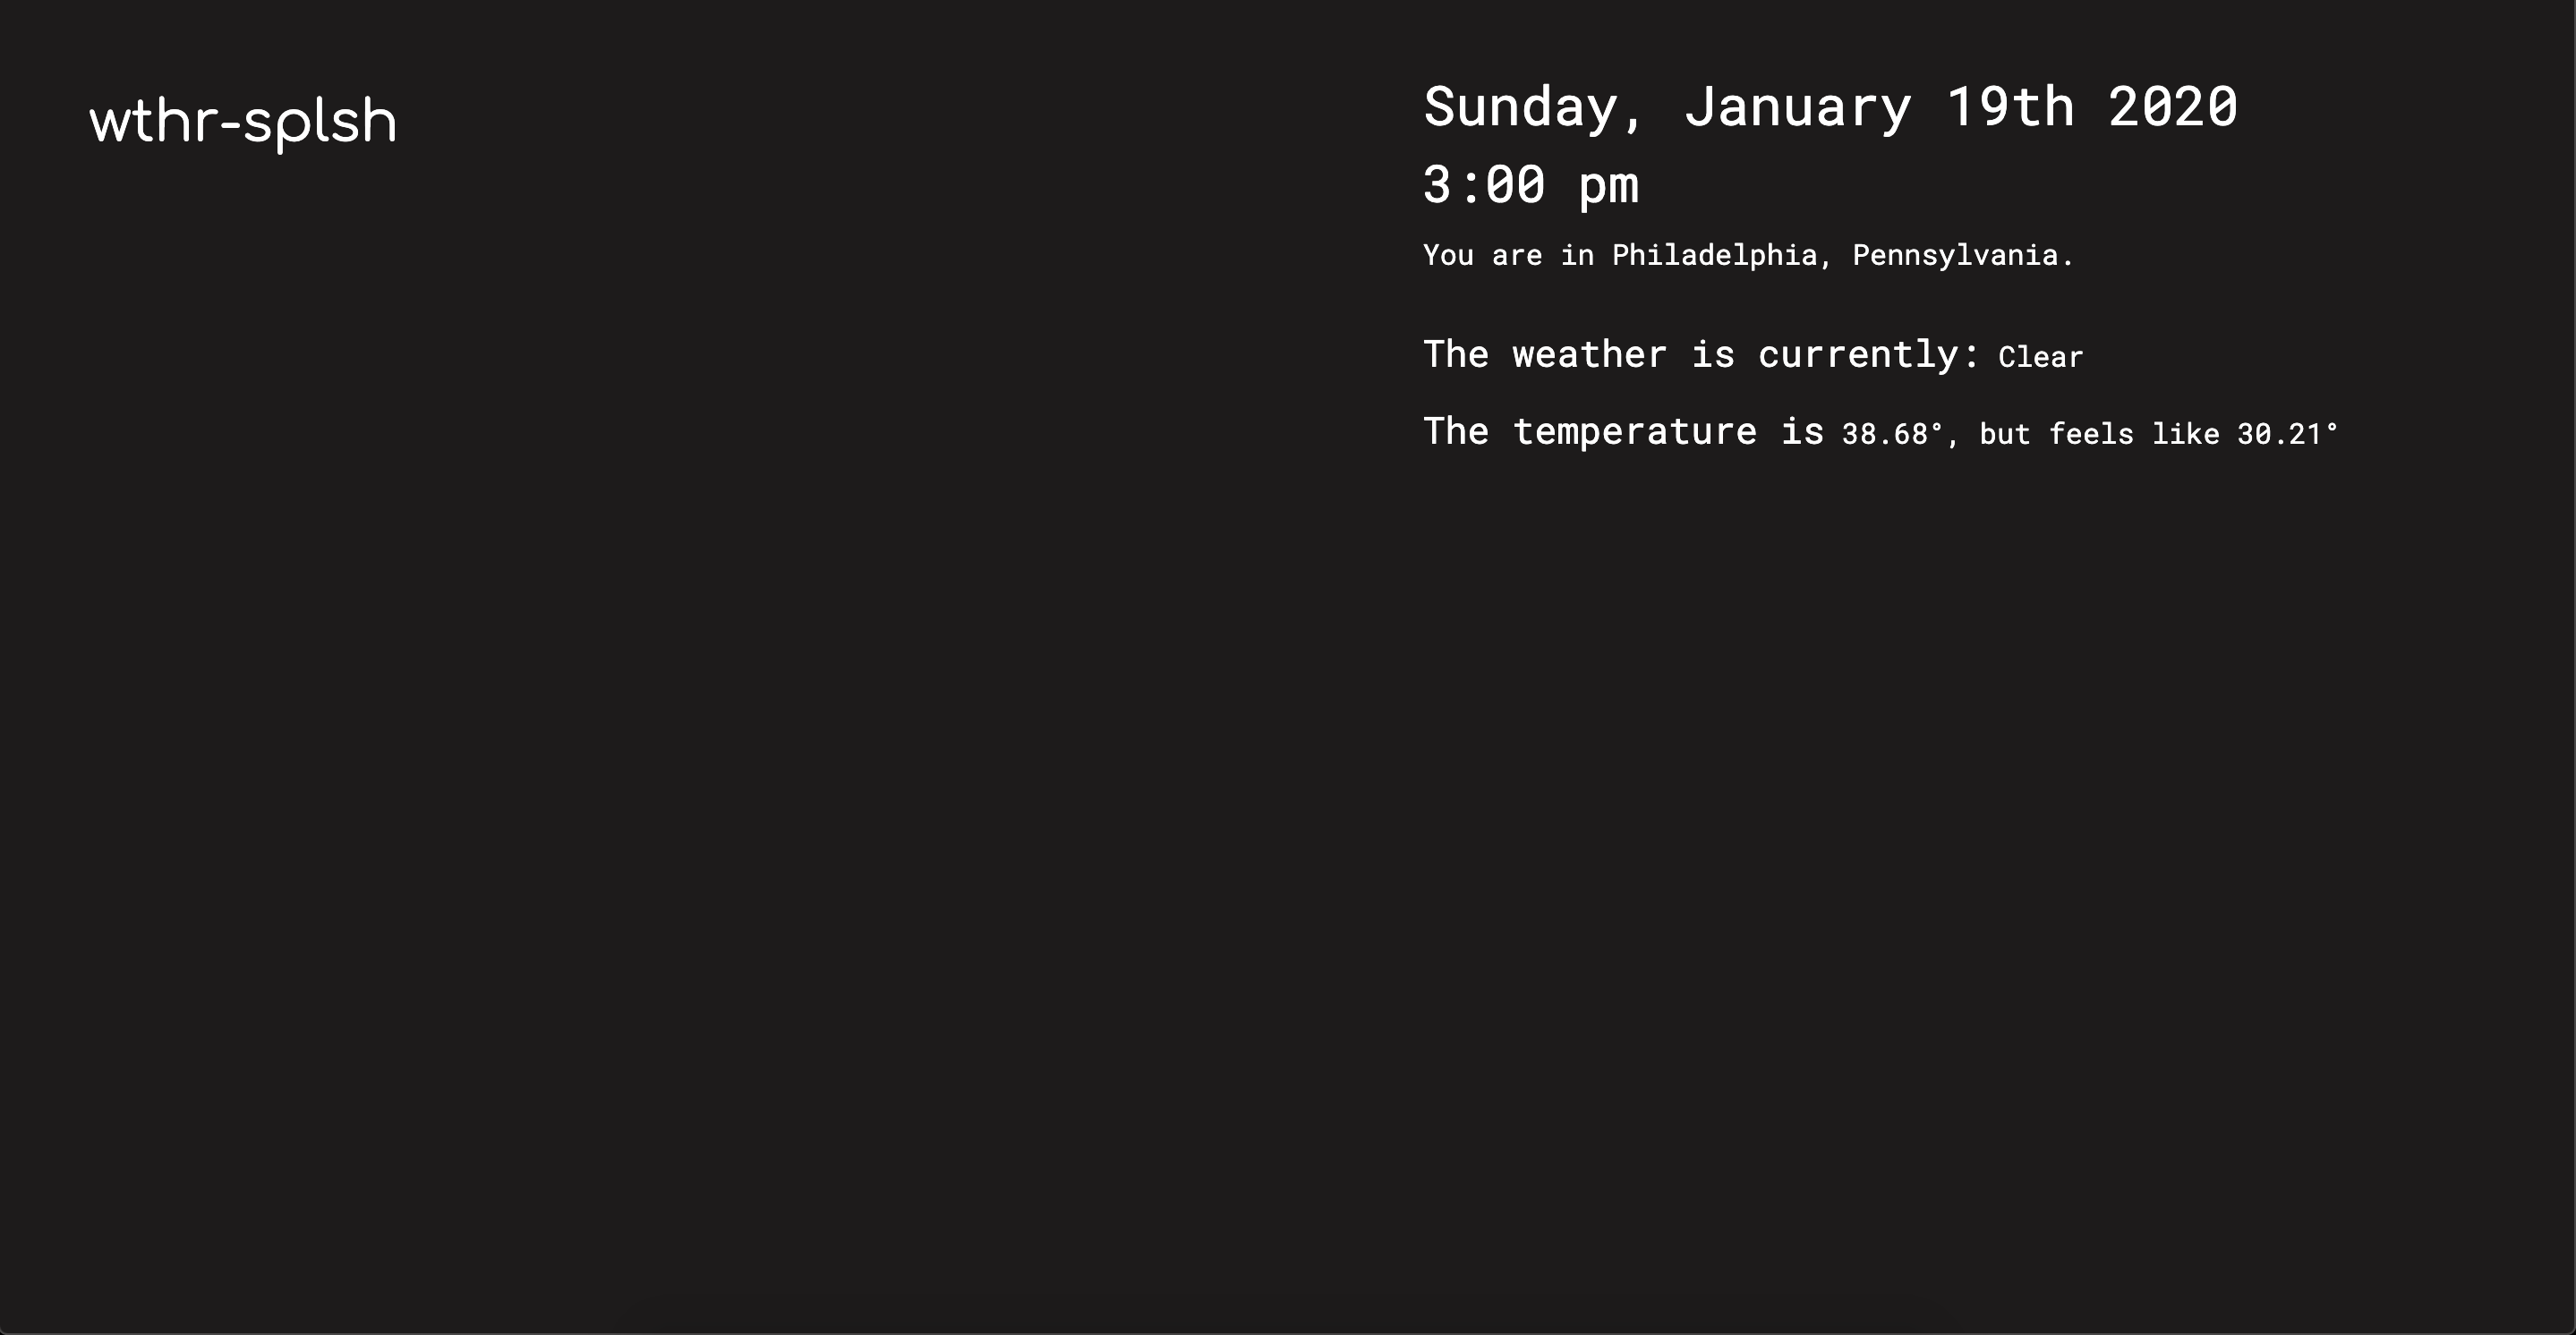 wthr-splsh
Sunday, January 19th 2020
3:00 pm
You are in Philadelphia, Pennsylvania.
The weather is currently: Clear
The temperature is 38.68°, but feels like 30.21°